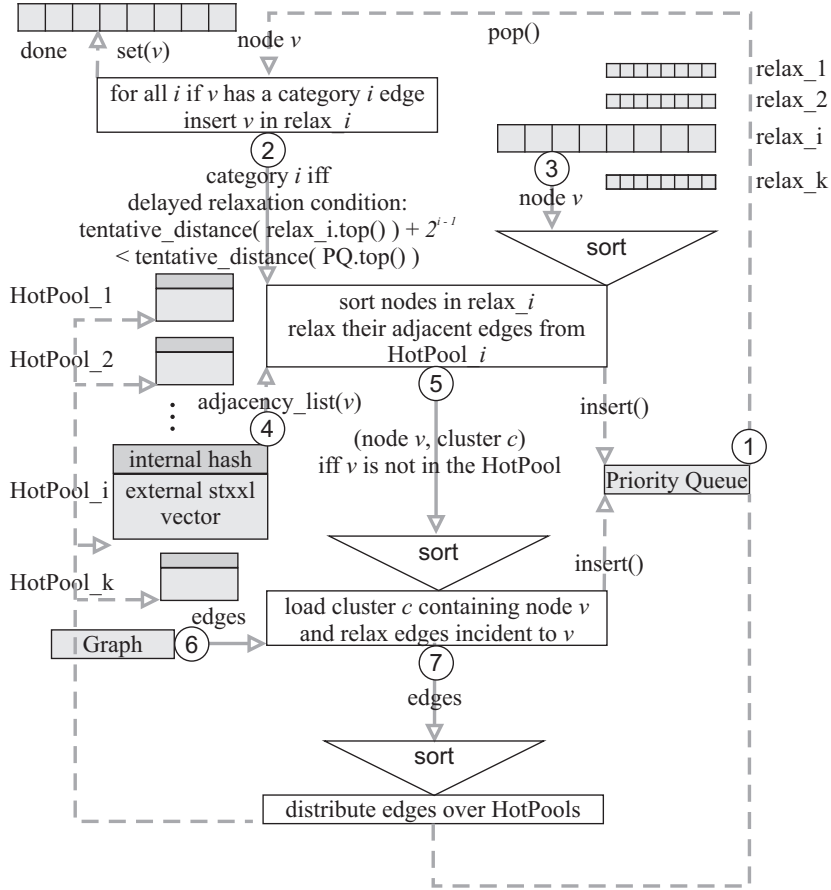 done
set(v)
node v
pop()
relax_1
relax_2
relax_i
relax_k
for all i if v has a category i edge
insert v in relax_i
2
3
node v
category i iff
delayed relaxation condition:
tentative_distance( relax_i.top() ) + 2^{i-1}
< tentative_distance( PQ.top() )
sort
HotPool_1
sort nodes in relax_i
relax their adjacent edges from
HotPool_i
HotPool_2
5
adjacency_list(v)
insert()
4
(node v, cluster c)
iff v is not in the HotPool
1
internal hash
HotPool_i
external stxxl
vector
Priority Queue
sort
insert()
HotPool_k
edges
load cluster c containing node v
and relax edges incident to v
Graph
6
7
edges
sort
distribute edges over HotPools